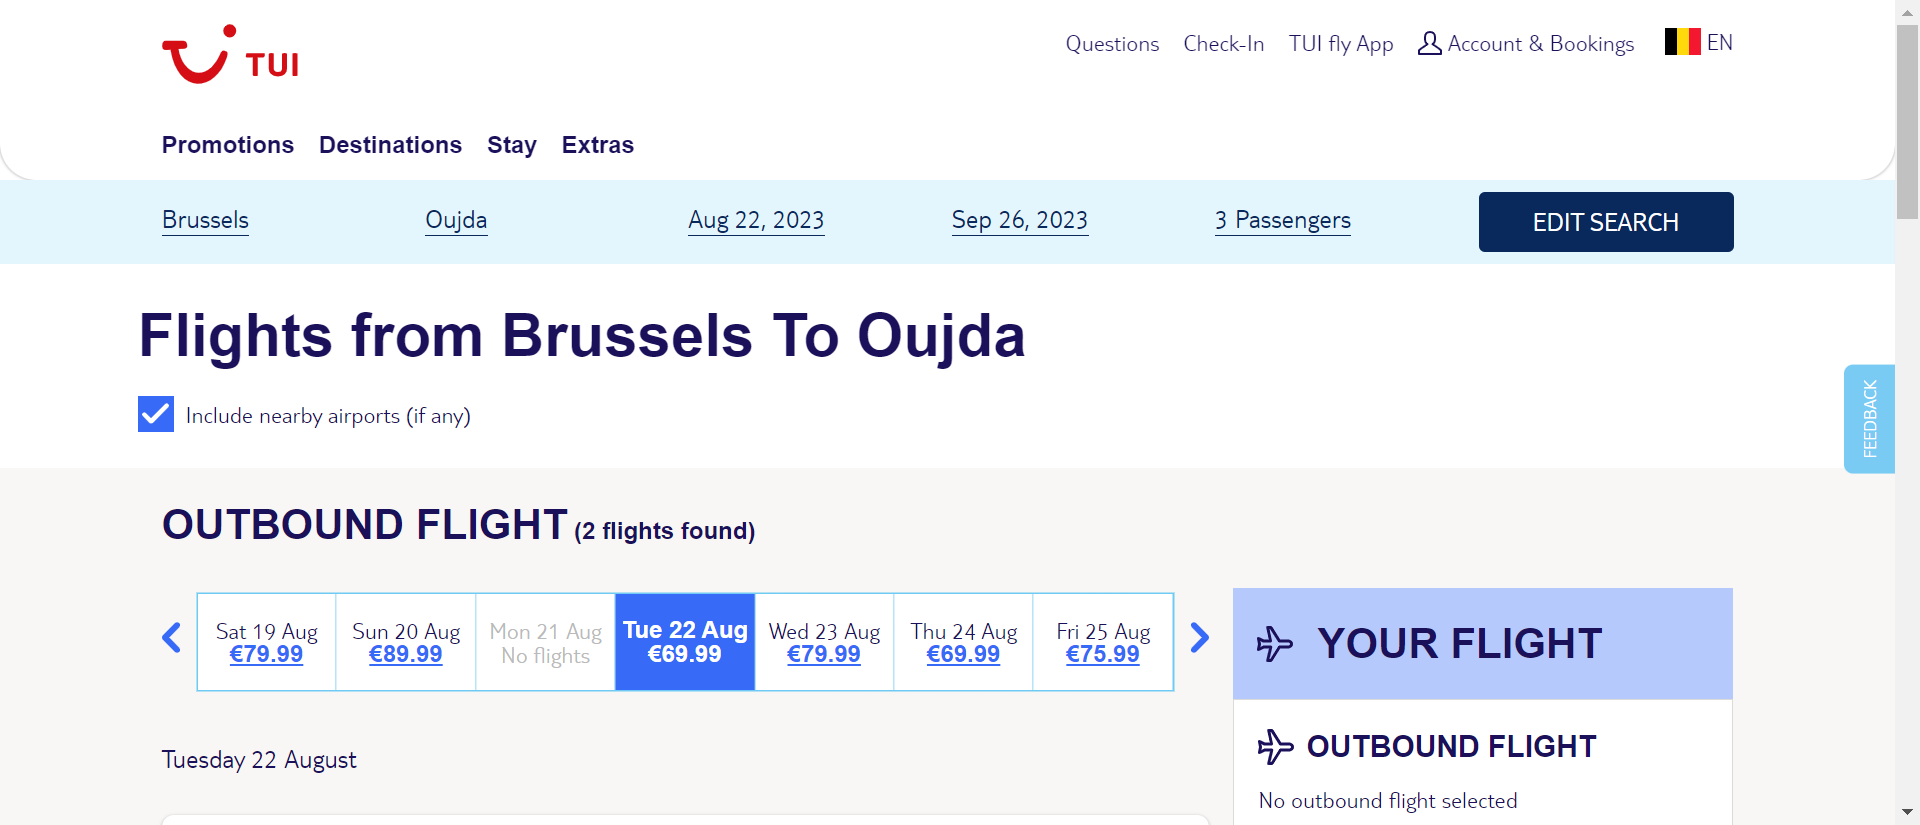 TUI
Questions Check-In TUI fly App Account & Bookings EN
Promotions Destinations Stay Extras
Brussels Oujda Aug 22, 2023 Sep 26, 2023 3 Passengers EDIT SEARCH
Flights from Brussels To Oujda
Include nearby airports (if any)
FEEDBACK
OUTBOUND FLIGHT (2 flights found)
Sat 19 Aug Sun 20 Aug Mon 21 Aug Tue 22 Aug Wed 23 Aug Thu 24 Aug Fri 25 Aug
€79.99 €89.99 No flights €69.99 €79.99 €69.99 €75.99
YOUR FLIGHT
Tuesday 22 August
OUTBOUND FLIGHT
No outbound flight selected